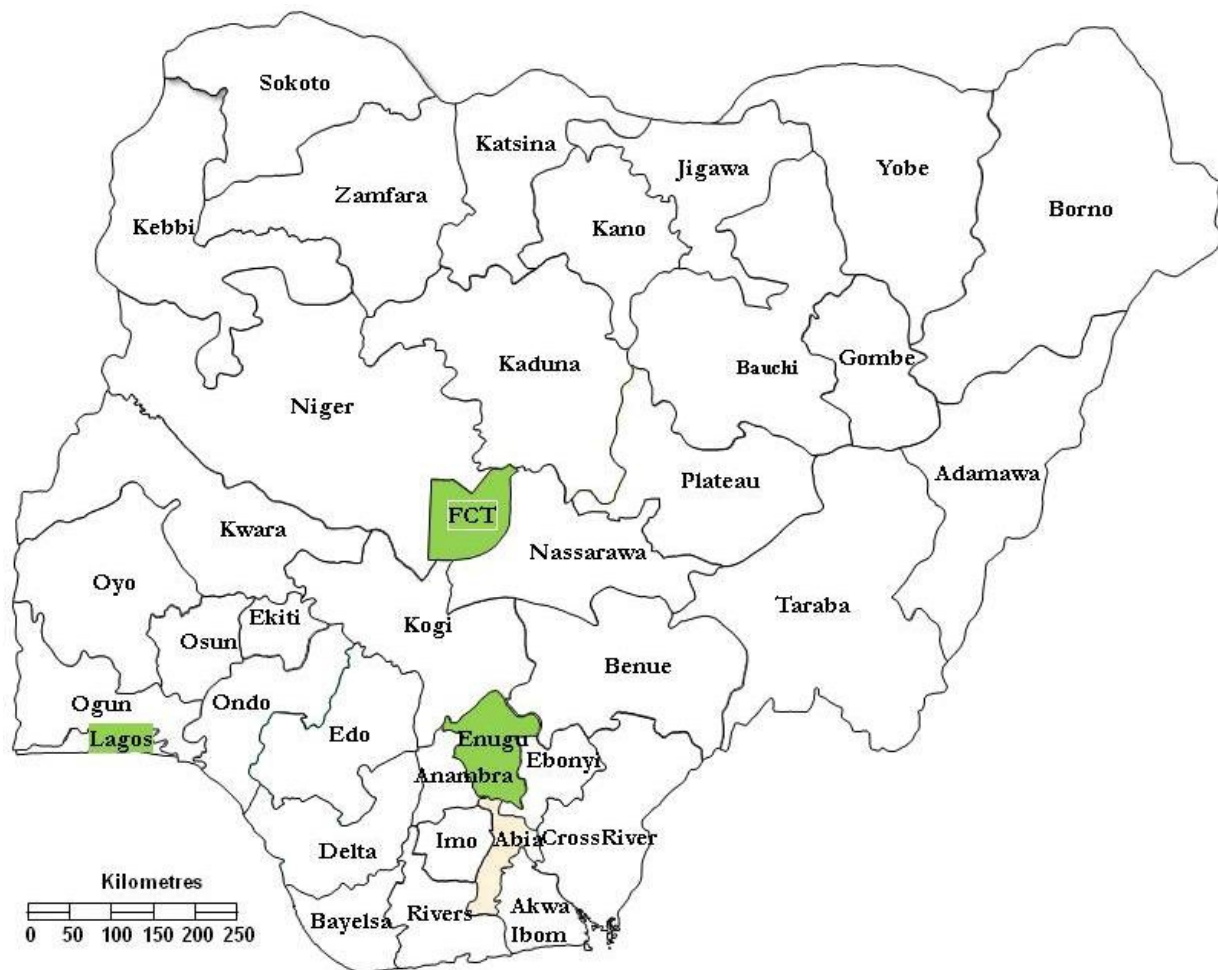 Sokoto
Katsina
Jigawa
Yobe
Zamfara
Borno
Kebbi
Kano
Kaduna
Bauchi
Gombe
Niger
Plateau
Adamawa
FCT
Kwara
Nassarawa
Oyo
Taraba
Ekiti
Kogi
Osun
Benue
Ogun
Ondo
Lagos
Edo
Enugu
Ebonyi
Anambra
Imo
Abia
CrossRiver
Delta
Kilometres
0 50 100 150 200 250
Bayelsa
Rivers
Akwa
Ibom